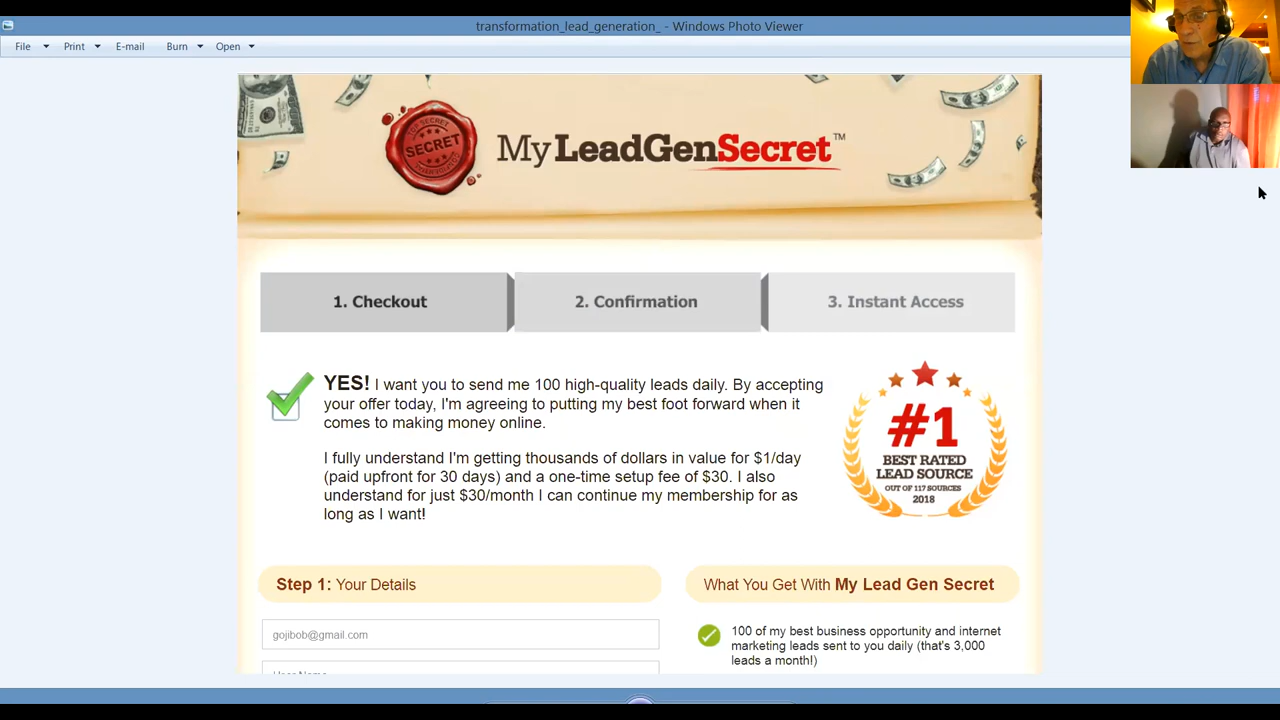 transformation_lead_generation_ - Windows Photo Viewer
File Print E-mail Burn Open
TOP SECRET
SECRET
MyLeadGenSecret™
1. Checkout 2. Confirmation 3. Instant Access
YES! I want you to send me 100 high-quality leads daily. By accepting
your offer today, I'm agreeing to putting my best foot forward when it
comes to making money online.
I fully understand I'm getting thousands of dollars in value for $1/day
(paid upfront for 30 days) and a one-time setup fee of $30. I also
understand for just $30/month I can continue my membership for as
long as I want!
#1
BEST RATED
LEAD SOURCE
OUT OF 117 SOURCES
2018
Step 1: Your Details
gojibob@gmail.com
User Name
What You Get With My Lead Gen Secret
100 of my best business opportunity and internet
marketing leads sent to you daily (that's 3,000
leads a month!)